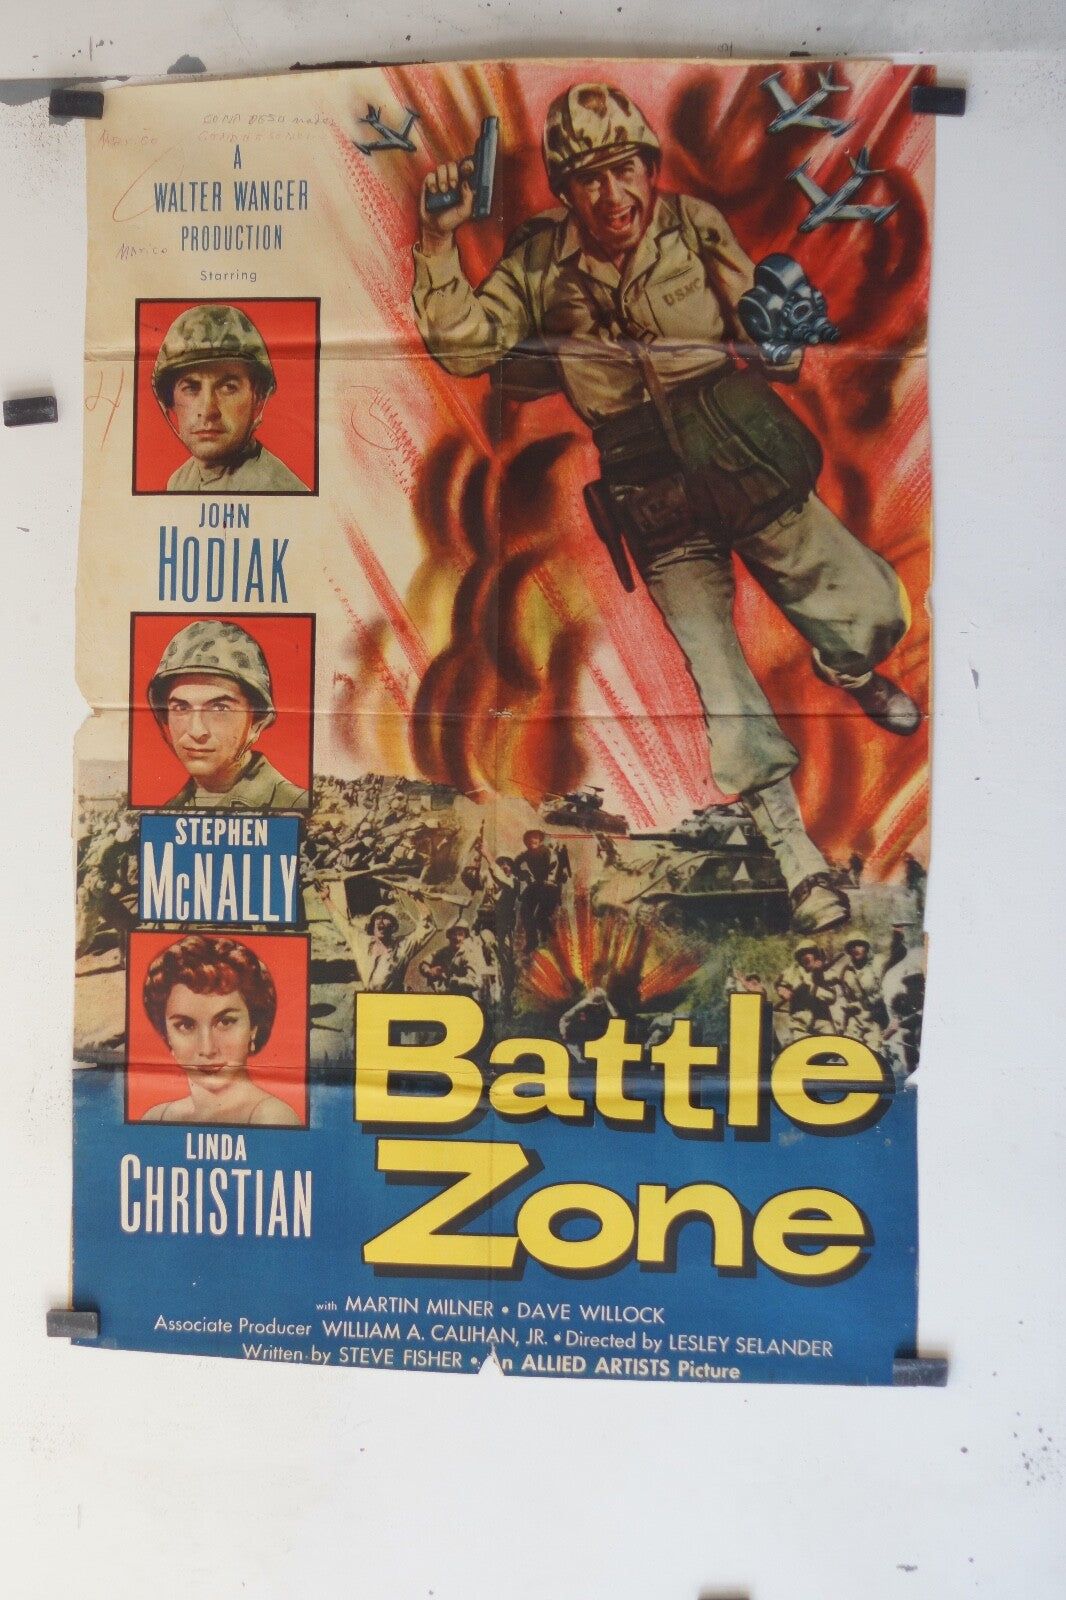 A
WALTER WANGER
PRODUCTION
Starring
Marico
JOHN
HODIAK
STEPHEN
McNALLY
LINDA
CHRISTIAN
USMC
Battle
Zone
with MARTIN MILNER • DAVE WILLOCK
Associate Producer WILLIAM A. CALIHAN, JR. • Directed by LESLEY SELANDER
Written by STEVE FISHER • An ALLIED ARTISTS Picture